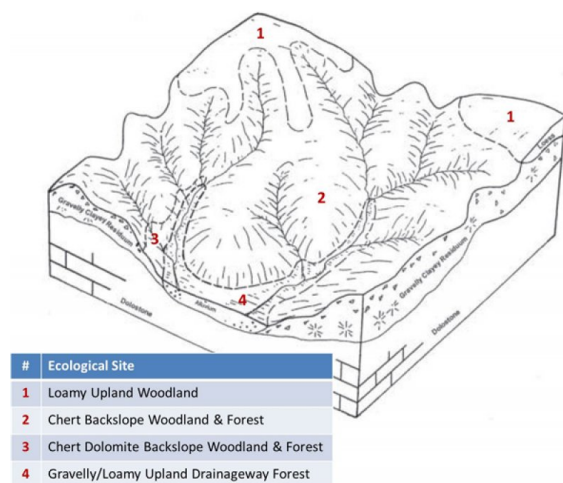 1
1
Loess
2
Gravelly Clayey Residuum
3
Gravelly Clayey Residuum
4
Alluvium
Dolostone
Dolostone
# Ecological Site
1 Loamy Upland Woodland
2 Chert Backslope Woodland & Forest
3 Chert Dolomite Backslope Woodland & Forest
4 Gravelly/Loamy Upland Drainageway Forest